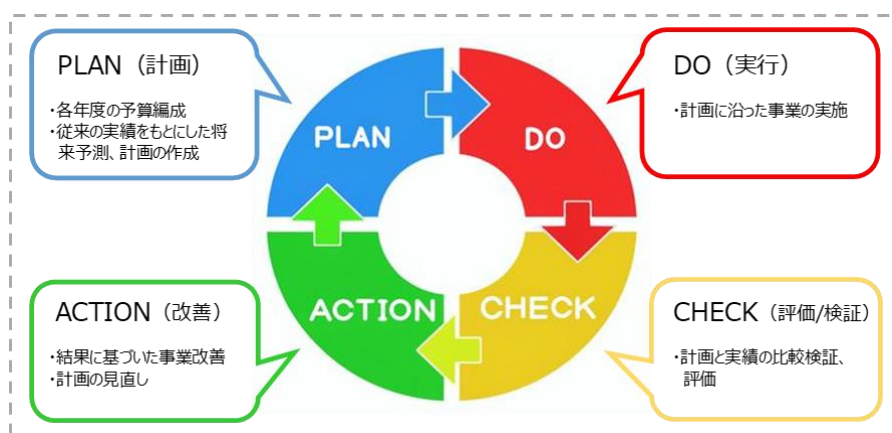 PLAN（計画）
・各年度の予算編成
・従来の実績をもとにした将
来予測、計画の作成
DO（実行）
・計画に沿った事業の実施
PLAN
DO
ACTION
CHECK
ACTION（改善）
・結果に基づいた事業改善
・計画の見直し
CHECK（評価/検証）
・計画と実績の比較検証、
評価